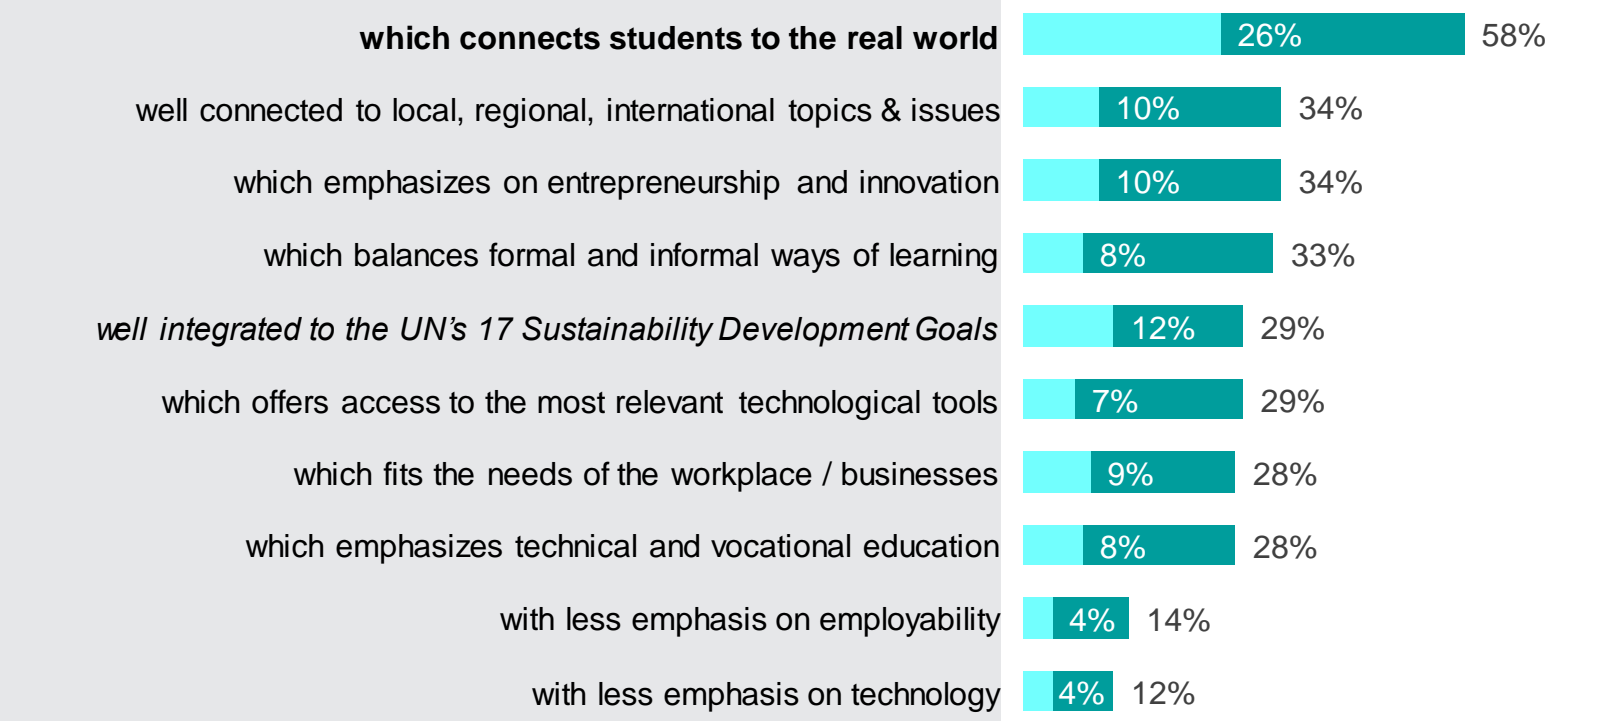 which connects students to the real world 26% 58%
well connected to local, regional, international topics & issues 10% 34%
which emphasizes on entrepreneurship and innovation 10% 34%
which balances formal and informal ways of learning 8% 33%
well integrated to the UN’s 17 Sustainability Development Goals 12% 29%
which offers access to the most relevant technological tools 7% 29%
which fits the needs of the workplace / businesses 9% 28%
which emphasizes technical and vocational education 8% 28%
with less emphasis on employability 4% 14%
with less emphasis on technology 4% 12%